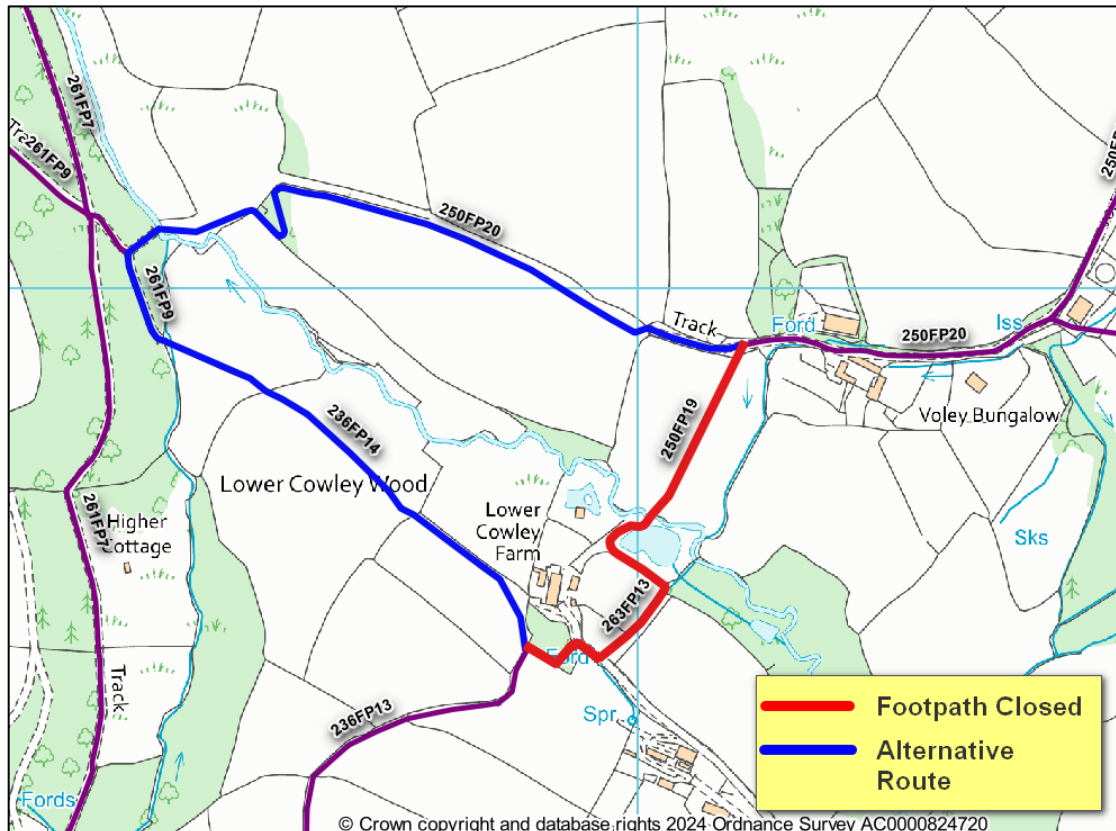 261FP7
261FP9
250FP20
261FP9
Track
Ford
250FP20
Iss
Voley Bungalow
250FP19
236FP14
Lower Cowley Wood
Lower
Cowley
Farm
Sks
261FP7
Higher
Cottage
263FP13
Ford
Track
236FP13
Spr
Fords
Footpath Closed
Alternative
Route
© Crown copyright and database rights 2024 Ordnance Survey AC0000824720